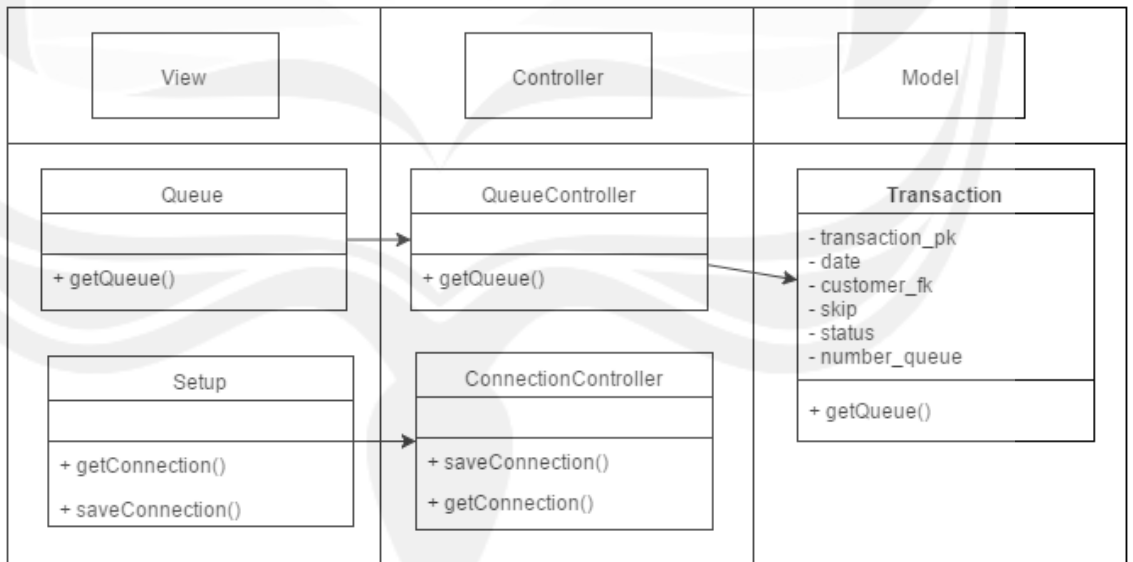 View
Controller
Model
Queue
+ getQueue()
QueueController
+ getQueue()
Transaction
- transaction_pk
- date
- customer_fk
- skip
- status
- number_queue
+ getQueue()
Setup
+ getConnection()
+ saveConnection()
ConnectionController
+ saveConnection()
+ getConnection()